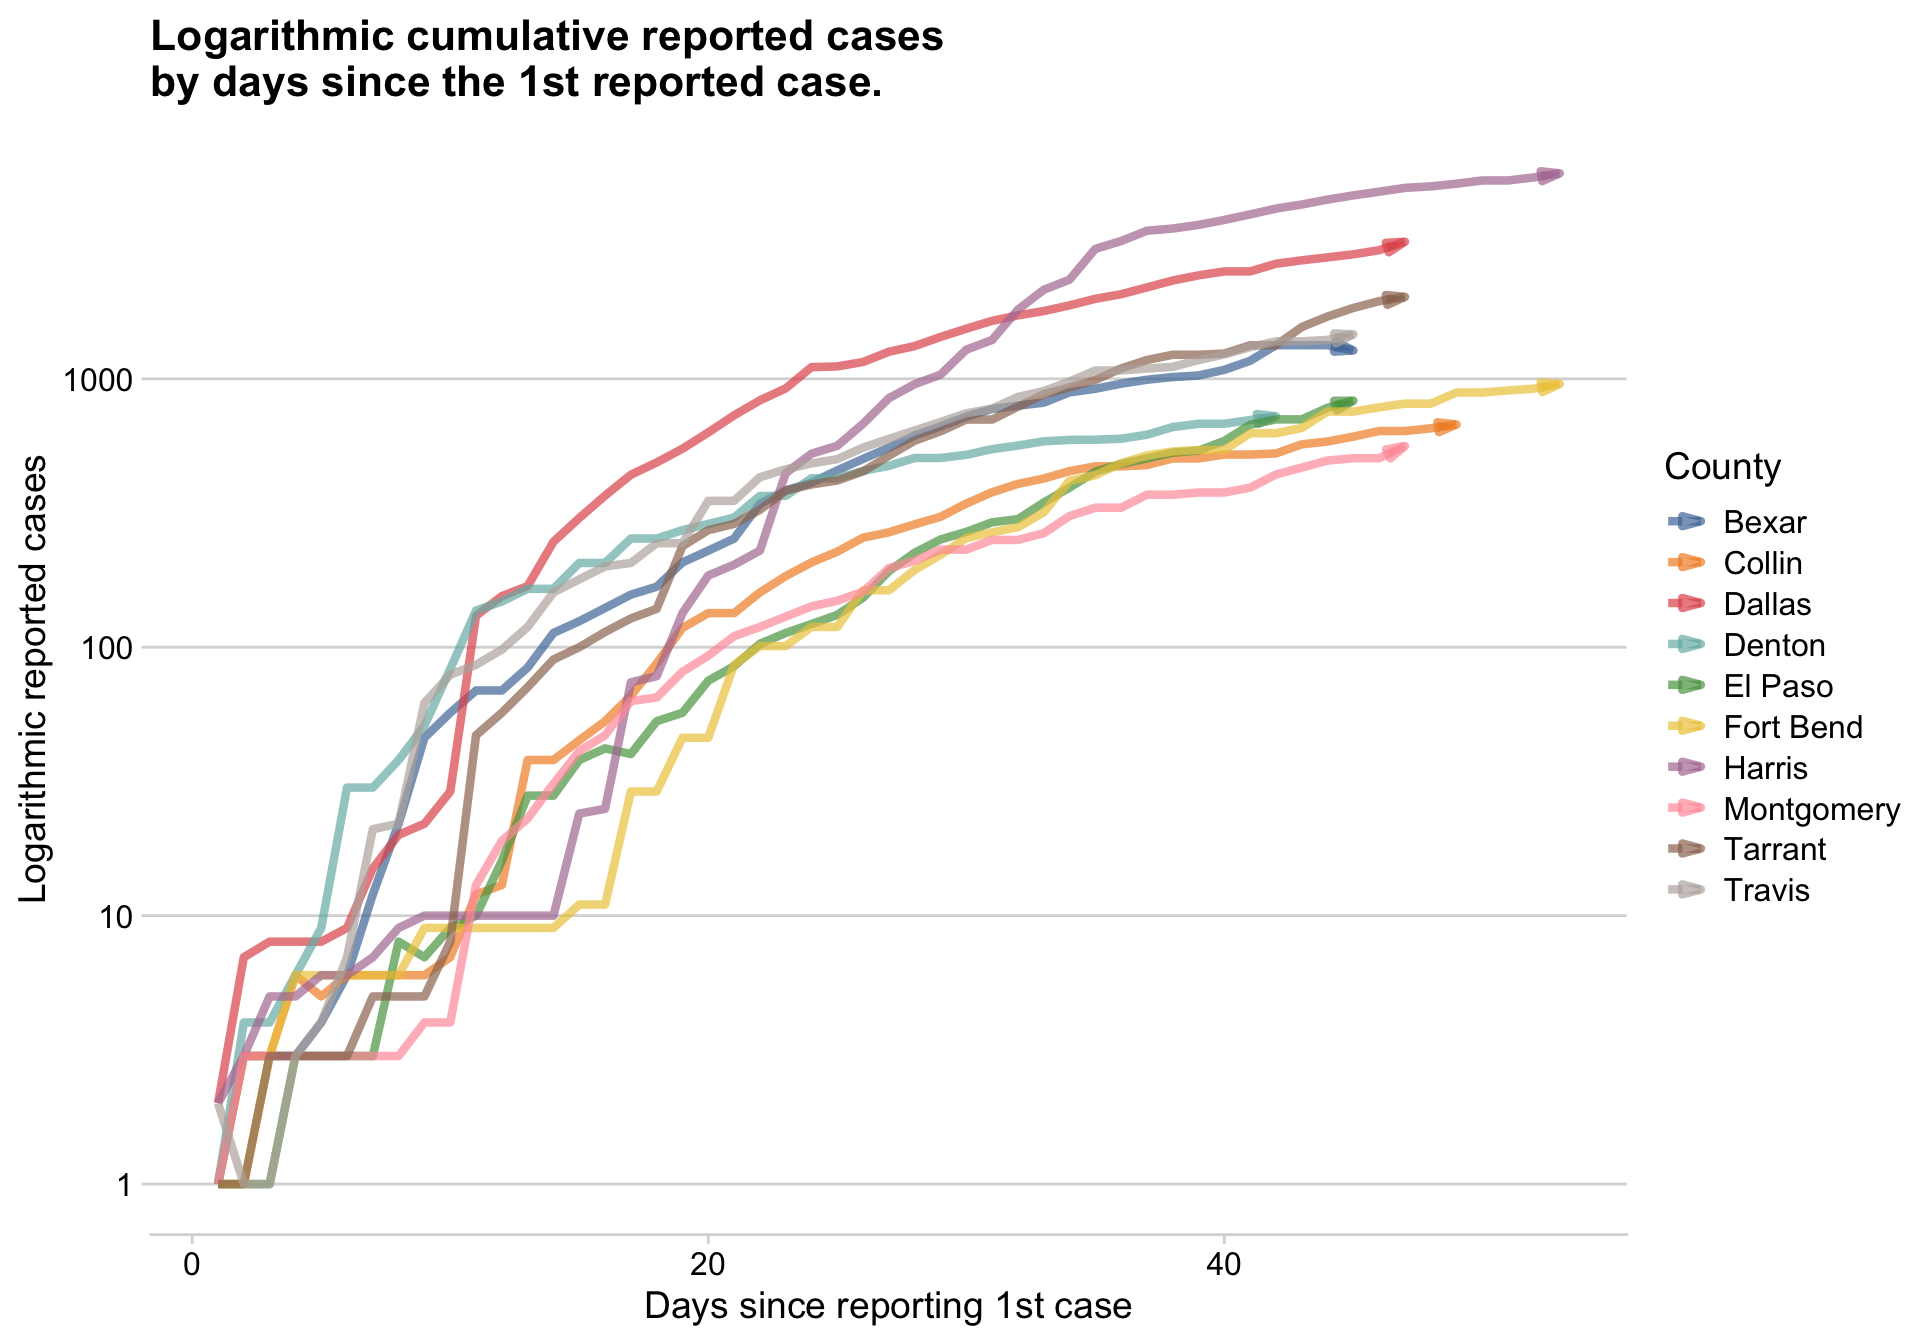 Logarithmic cumulative reported cases
by days since the 1st reported case.
Logarithmic reported cases
1000
100
10
1
0 20 40
Days since reporting 1st case
County
Bexar
Collin
Dallas
Denton
El Paso
Fort Bend
Harris
Montgomery
Tarrant
Travis